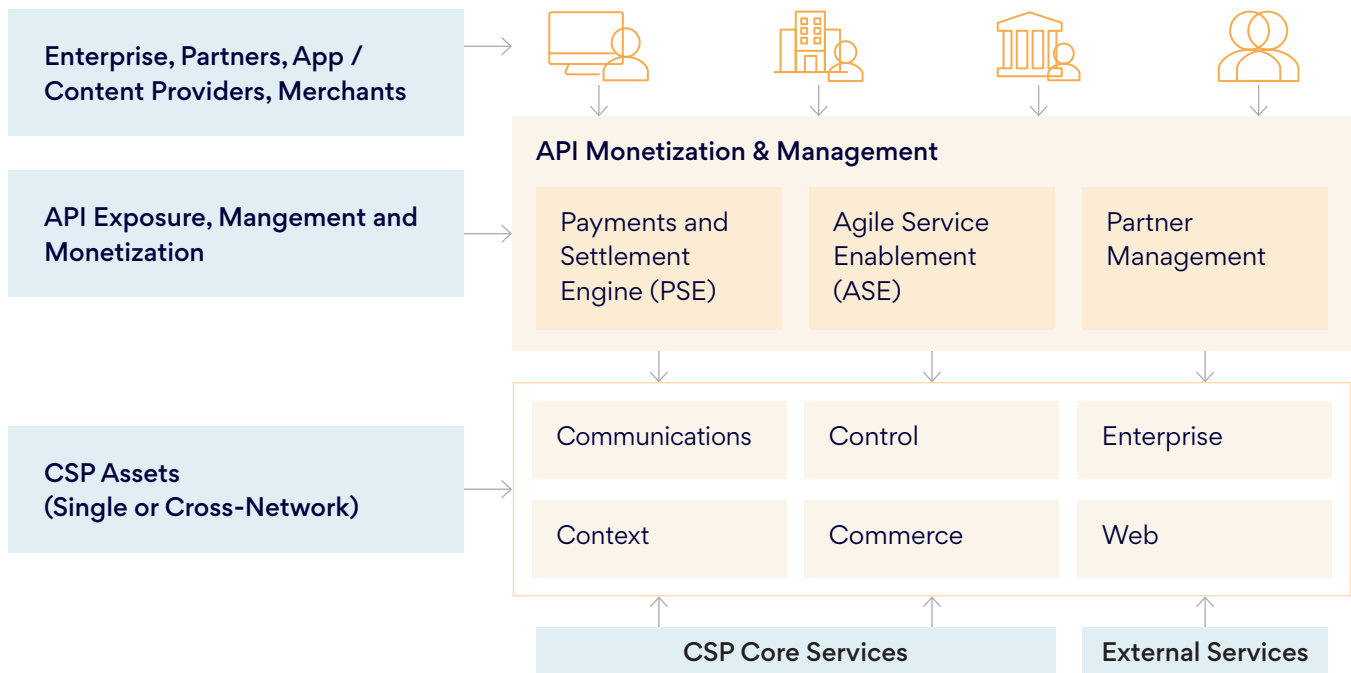 Enterprise, Partners, App /
Content Providers, Merchants
API Monetization & Management
API Exposure, Mangement and
Monetization
Payments and
Settlement
Engine (PSE)
Agile Service
Enablement
(ASE)
Partner
Management
CSP Assets
(Single or Cross-Network)
Communications
Control
Enterprise
Context
Commerce
Web
CSP Core Services
External Services